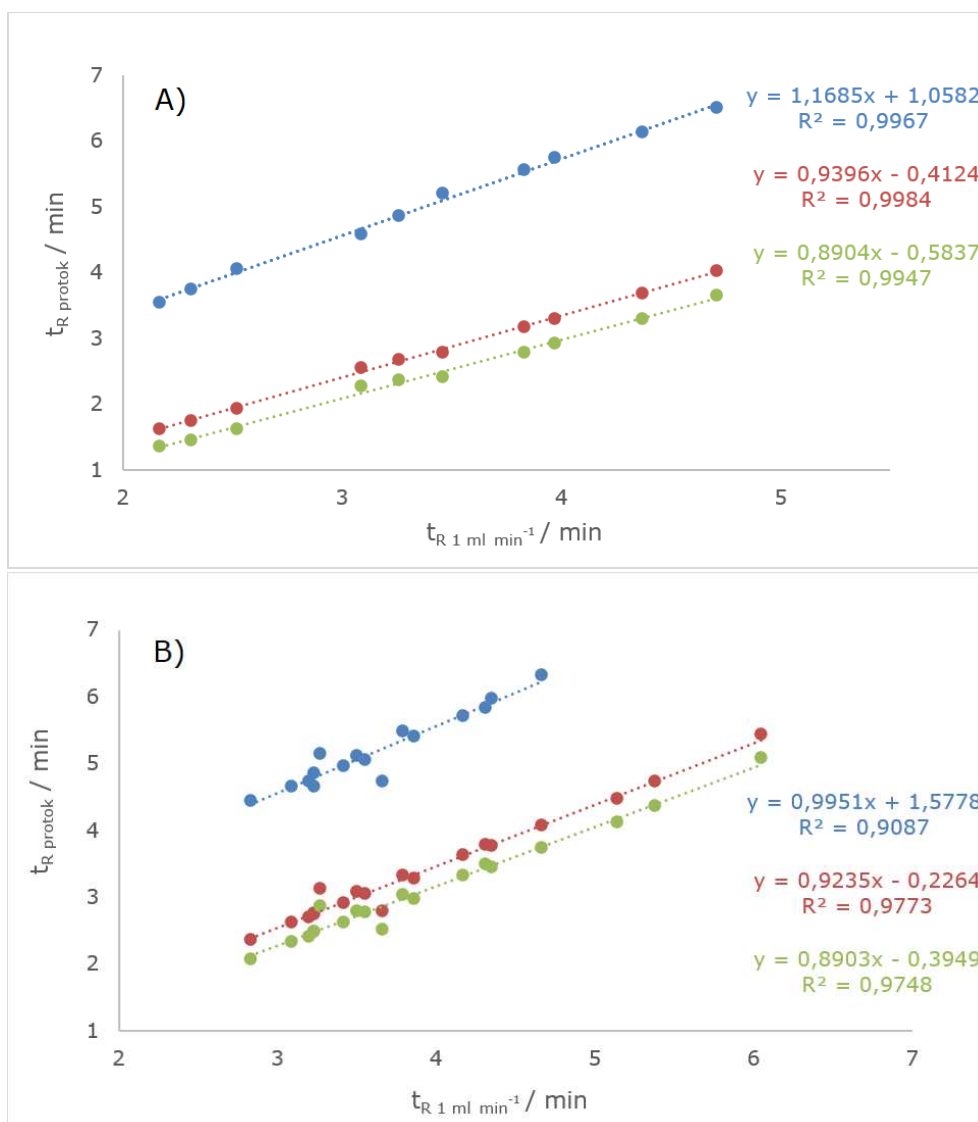 A)
7
6
5
4
3
2
1
t_R protok / min
y = 1,1685x + 1,0582
R² = 0,9967
y = 0,9396x - 0,4124
R² = 0,9984
y = 0,8904x - 0,5837
R² = 0,9947
2 3 4 5
t_R 1 ml min⁻¹ / min
B)
7
6
5
4
3
2
1
t_R protok / min
y = 0,9951x + 1,5778
R² = 0,9087
y = 0,9235x - 0,2264
R² = 0,9773
y = 0,8903x - 0,3949
R² = 0,9748
2 3 4 5 6 7
t_R 1 ml min⁻¹ / min